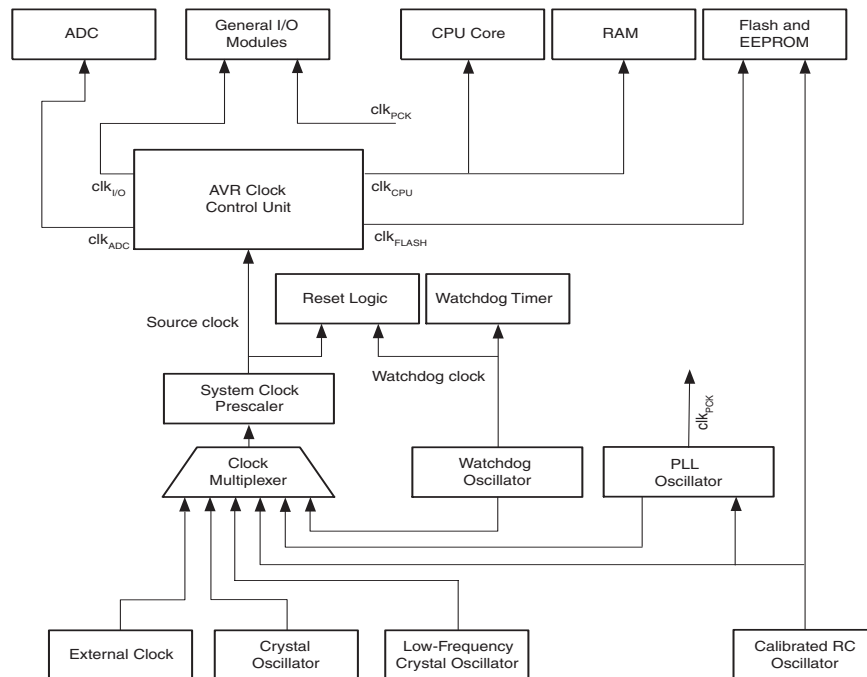 ADC
General I/O
Modules
CPU Core
RAM
Flash and
EEPROM
clkPCK
clkI/O
AVR Clock
Control Unit
clkCPU
clkADC
clkFLASH
Reset Logic
Watchdog Timer
Source clock
Watchdog clock
System Clock
Prescaler
clkPCK
Clock
Multiplexer
Watchdog
Oscillator
PLL
Oscillator
External Clock
Crystal
Oscillator
Low-Frequency
Crystal Oscillator
Calibrated RC
Oscillator